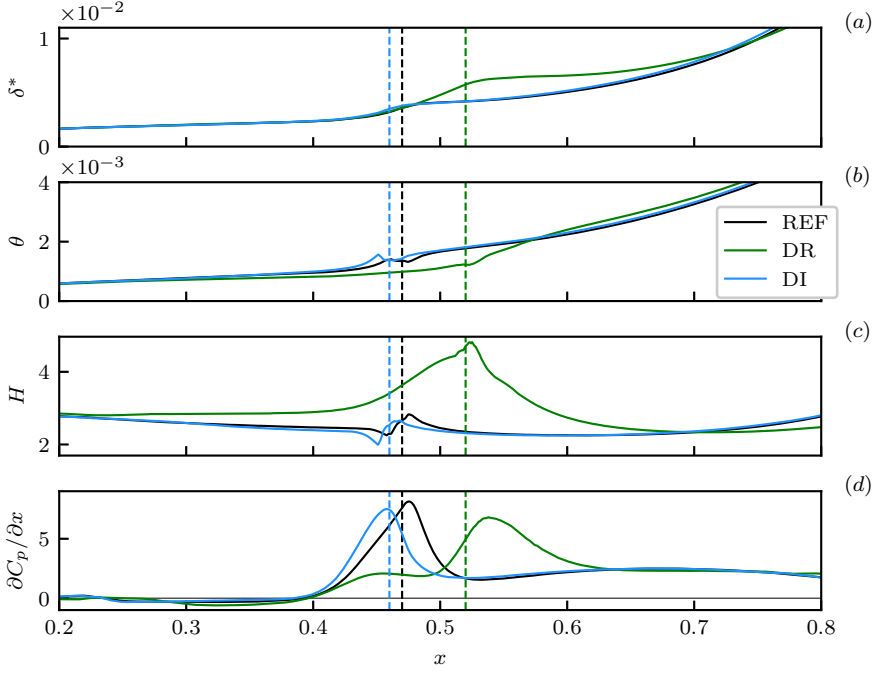 ×10⁻²
(a)
1
δ*
0
×10⁻³
(b)
4
2
θ
0
REF
DR
DI
(c)
4
H
2
(d)
5
∂Cₚ/∂x
0
0.2 0.3 0.4 0.5 0.6 0.7 0.8
x